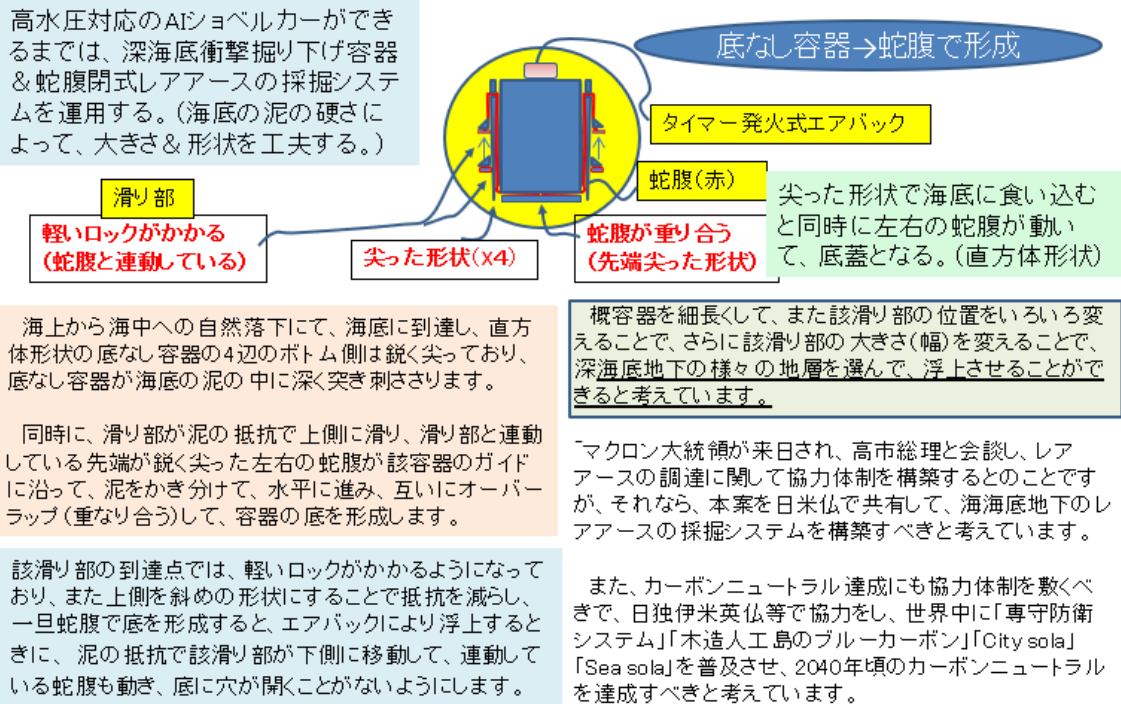 高水圧対応のAIショベルカーができ
るまでは、深海底衝撃掘り下げ容器
＆蛇腹閉式レアアースの採掘システ
ムを運用する。(海底の泥の硬さに
よって、大きさ＆形状を工夫する。)
底なし容器→蛇腹で形成
タイマー発火式エアバック
蛇腹(赤)
滑り部
軽いロックがかかる
(蛇腹と連動している)
尖った形状(x4)
蛇腹が重り合う
(先端尖った形状)
尖った形状で海底に食い込む
と同時に左右の蛇腹が動い
て、底蓋となる。(直方体形状)
海上から海中への自然落下にて、海底に到達し、直方
体形状の底なし容器の4辺のボトム側は鋭く尖っており、
底なし容器が海底の泥の中に深く突き刺ささります。
同時に、滑り部が泥の抵抗で上側に滑り、滑り部と連動
している先端が鋭く尖った左右の蛇腹が該容器のガイド
に沿って、泥をかき分けて、水平に進み、互いにオーバー
ラップ(重なり合う)して、容器の底を形成します。
該滑り部の到達点では、軽いロックがかかるようになって
おり、また上側を斜めの形状にすることで抵抗を減らし、
一旦蛇腹で底を形成すると、エアバックにより浮上すると
きに、泥の抵抗で該滑り部が下側に移動して、連動して
いる蛇腹も動き、底に穴が開くことがないようにします。
概容器を細長くして、また該滑り部の位置をいろいろ変
えることで、さらに該滑り部の大きさ(幅)を変えることで、
深海底地下の様々の地層を選んで、浮上させることがで
きると考えています。
「マクロン大統領が来日され、高市総理と会談し、レア
アースの調達に関して協力体制を構築するとのことです
が、それなら、本案を日米仏で共有して、海海底地下のレ
アアースの採掘システムを構築すべきと考えています。
また、カーボンニュートラル達成にも協力体制を敷くべ
きで、日独伊米英仏等で協力をし、世界中に「専守防衛
システム」「木造人工島のブルーカーボン」「City sola」
「Sea sola」を普及させ、2040年頃のカーボンニュートラル
を達成すべきと考えています。